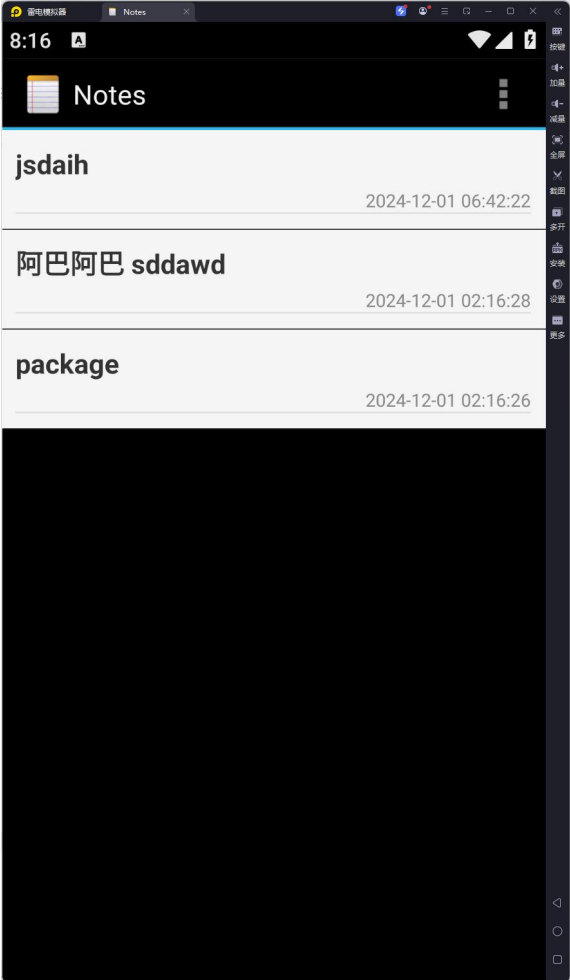 雷电模拟器
Notes
8:16
A
Notes
jsdaih
2024-12-01 06:42:22
阿巴阿巴 sddawd
2024-12-01 02:16:28
package
2024-12-01 02:16:26
按键
加量
减量
全屏
截图
多开
安装
设置
更多